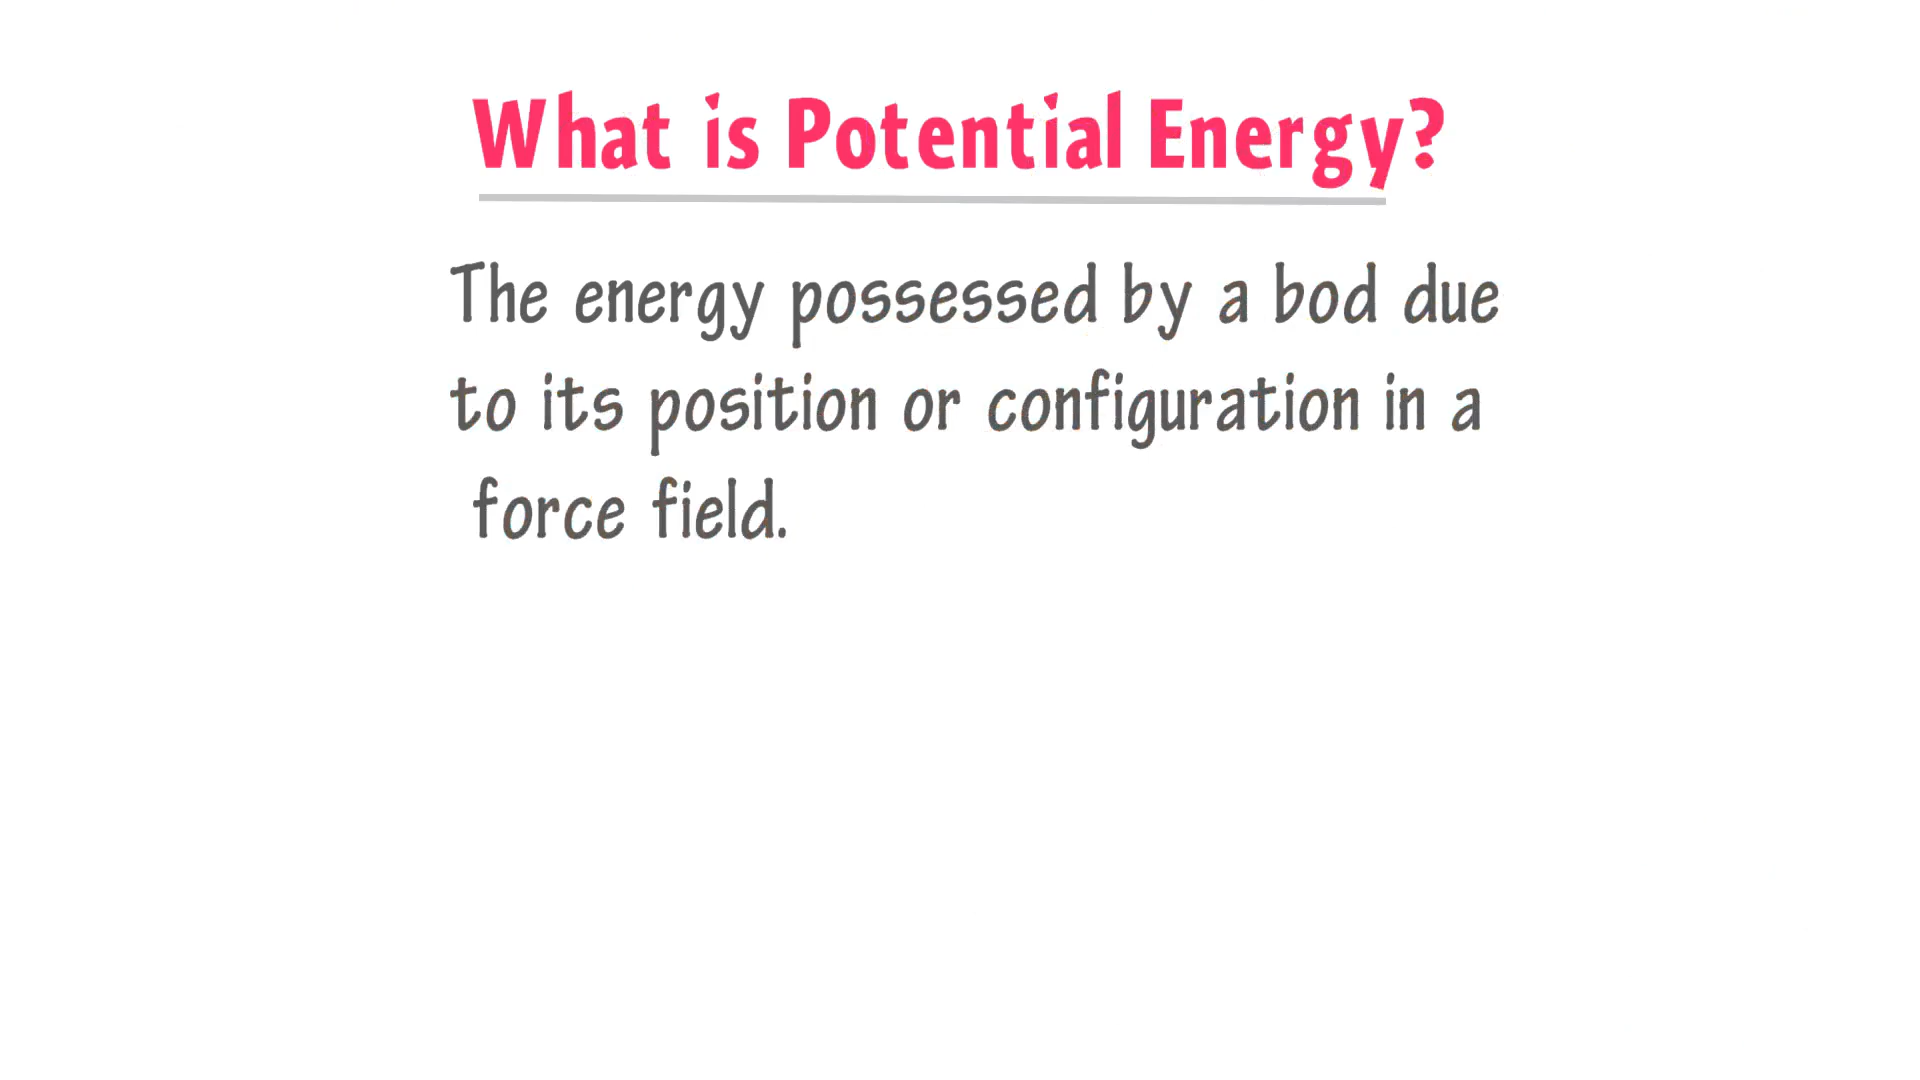 What is Potential Energy?
The energy possessed by a bod due
to its position or configuration in a
force field.